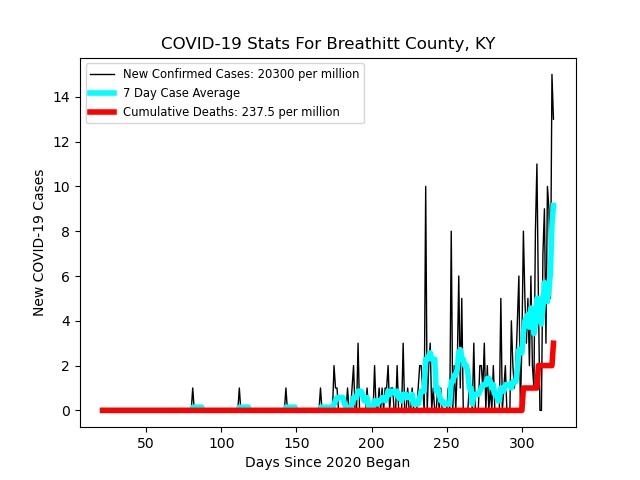 COVID-19 Stats For Breathitt County, KY
New Confirmed Cases: 20300 per million
7 Day Case Average
Cumulative Deaths: 237.5 per million
New COVID-19 Cases
14
12
10
8
6
4
2
0
50 100 150 200 250 300
Days Since 2020 Began